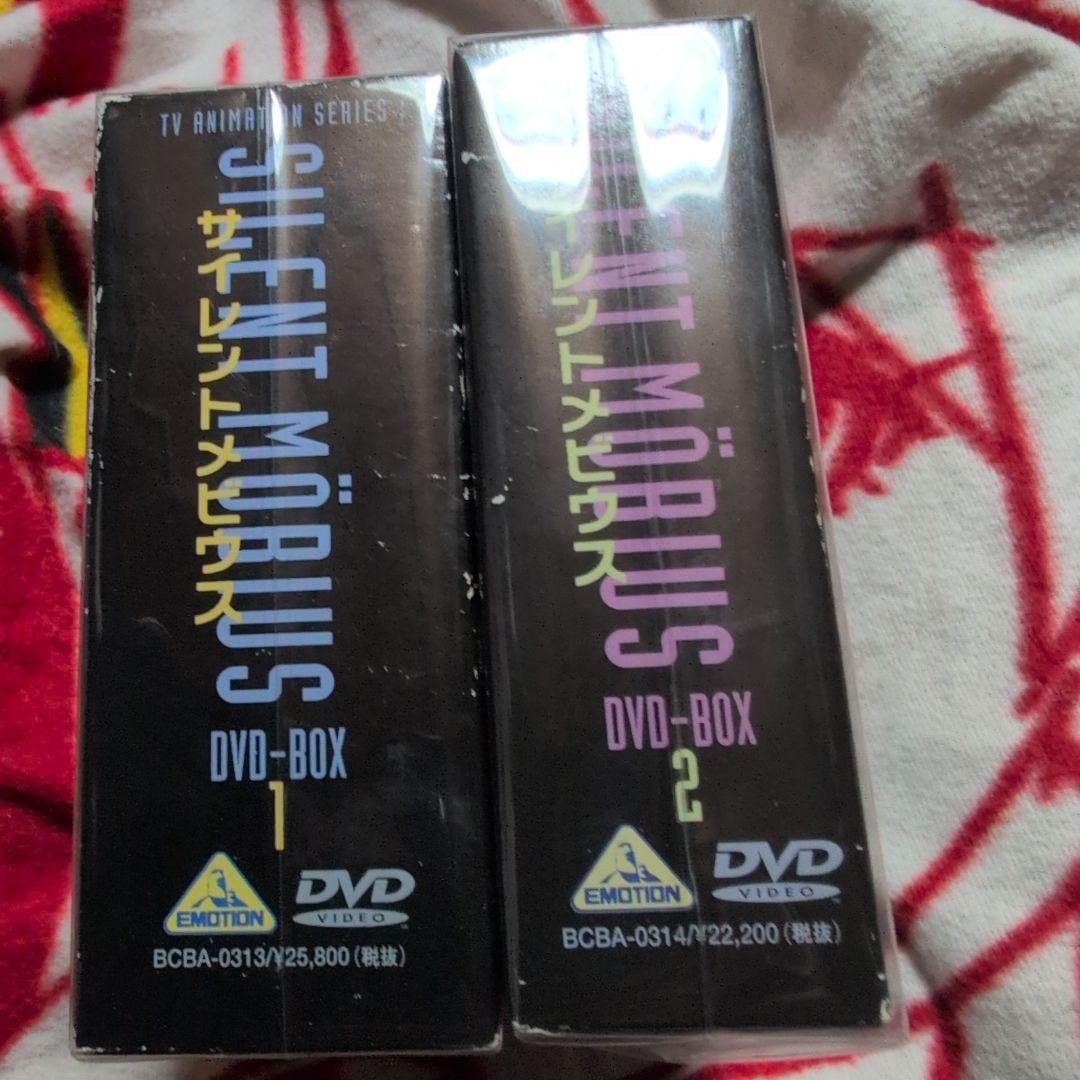 TV ANIMATION SERIES
SILENT MÖBIUS
サイレントメビウス
DVD-BOX
1
EMOTION
DVD
VIDEO
BCBA-0313/¥25,800(税抜)
ENT MÖBIUS
イレントメビウス
DVD-BOX
2
EMOTION
DVD
VIDEO
BCBA-0314/¥22,200(税抜)